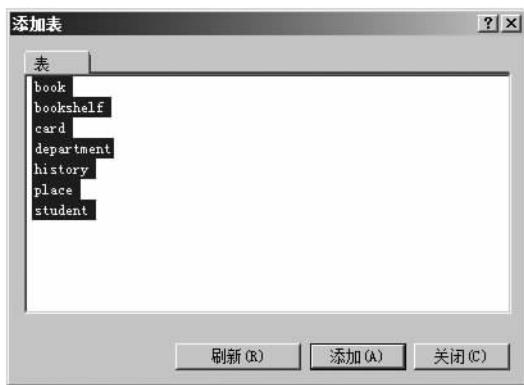 添加表
表
book
bookshelf
card
department
history
place
student
刷新(R) 添加(A) 关闭(C)